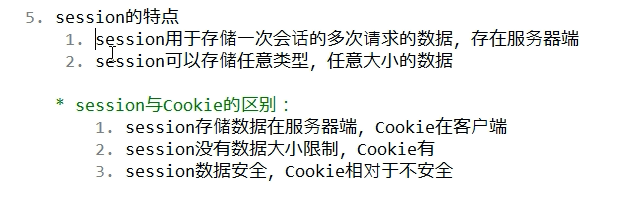 5. session的特点
1. session用于存储一次会话的多次请求的数据，存在服务器端
2. session可以存储任意类型，任意大小的数据
* session与Cookie的区别：
1. session存储数据在服务器端，Cookie在客户端
2. session没有数据大小限制，Cookie有
3. session数据安全，Cookie相对于不安全